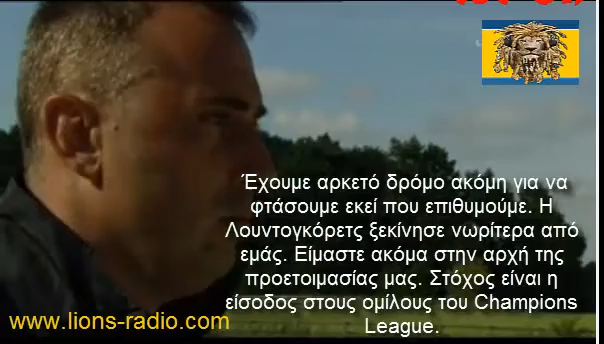 Έχουμε αρκετό δρόμο ακόμη για να
φτάσουμε εκεί που επιθυμούμε. Η
Λουντογκόρετς ξεκίνησε νωρίτερα από
εμάς. Είμαστε ακόμα στην αρχή της
προετοιμασίας μας. Στόχος είναι η
είσοδος στους ομίλους του Champions
League.
www.lions-radio.com